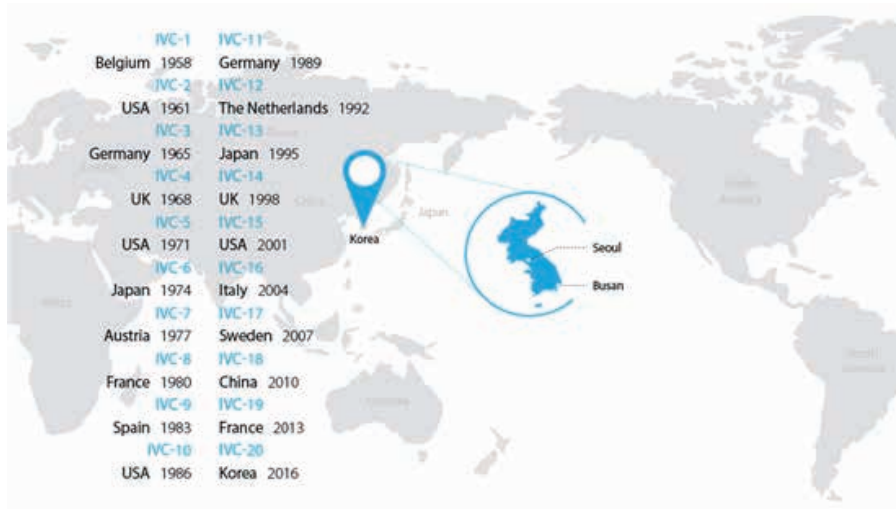 IVC-1
Belgium 1958
IVC-2
USA 1961
IVC-3
Germany 1965
IVC-4
UK 1968
IVC-5
USA 1971
IVC-6
Japan 1974
IVC-7
Austria 1977
IVC-8
France 1980
IVC-9
Spain 1983
IVC-10
USA 1986
IVC-11
Germany 1989
IVC-12
The Netherlands 1992
IVC-13
Japan 1995
IVC-14
UK 1998
IVC-15
USA 2001
IVC-16
Italy 2004
IVC-17
Sweden 2007
IVC-18
China 2010
IVC-19
France 2013
IVC-20
Korea 2016
China
Japan
Korea
Seoul
Busan